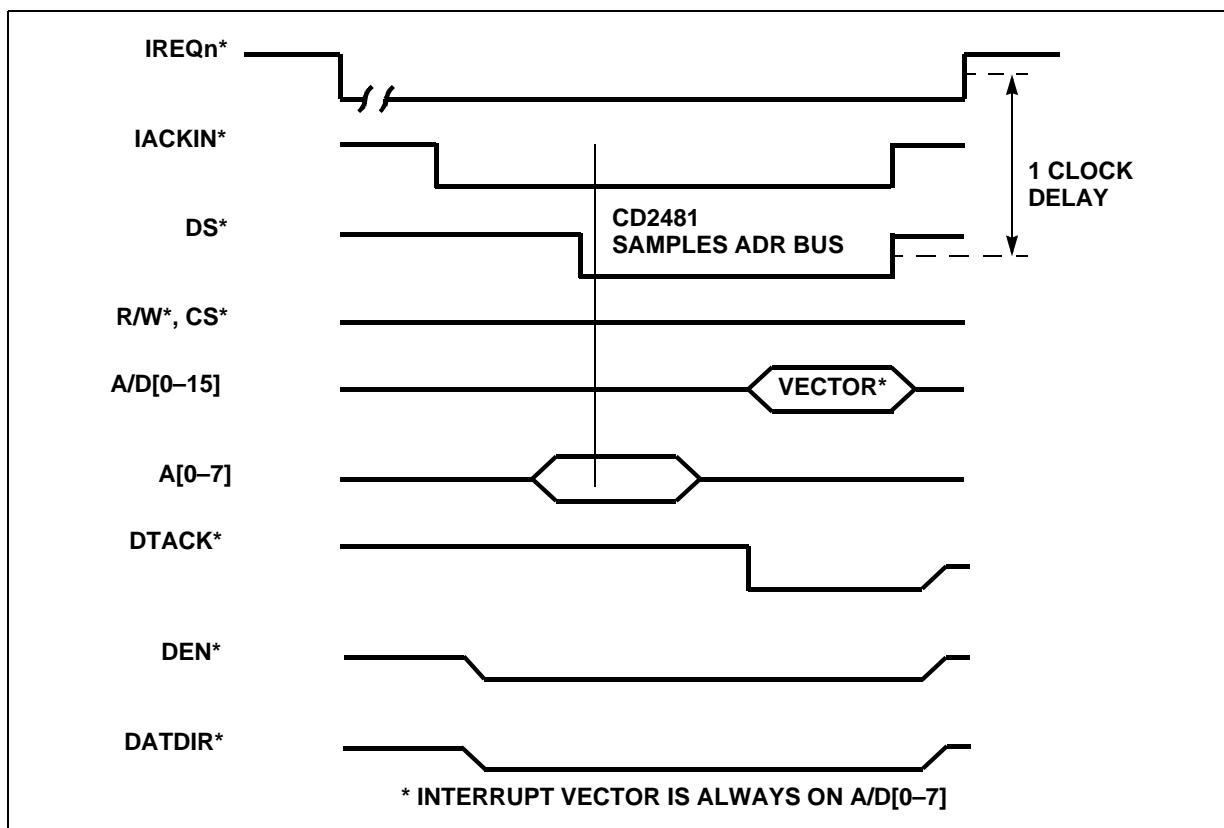 IREQn*
IACKIN*
1 CLOCK
DELAY
DS*
CD2481
SAMPLES ADR BUS
R/W*, CS*
A/D[0–15]
VECTOR*
A[0–7]
DTACK*
DEN*
DATDIR*
* INTERRUPT VECTOR IS ALWAYS ON A/D[0–7]